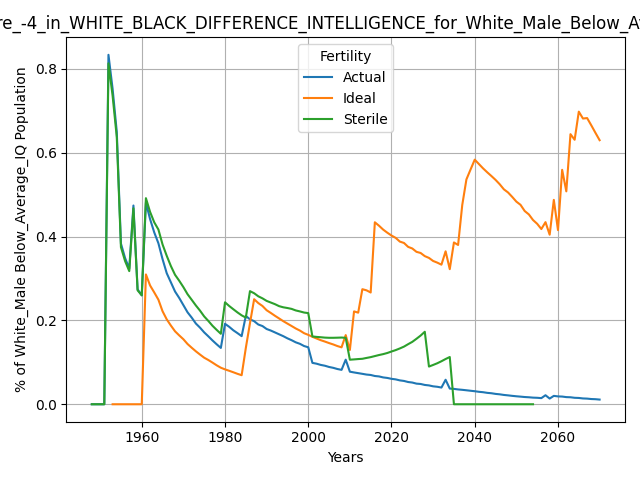 re_-4_in_WHITE_BLACK_DIFFERENCE_INTELLIGENCE_for_White_Male_Below_Av
% of White_Male Below_Average_IQ Population
0.8
0.6
0.4
0.2
0.0
Fertility
Actual
Ideal
Sterile
1960
1980
2000
2020
2040
2060
Years